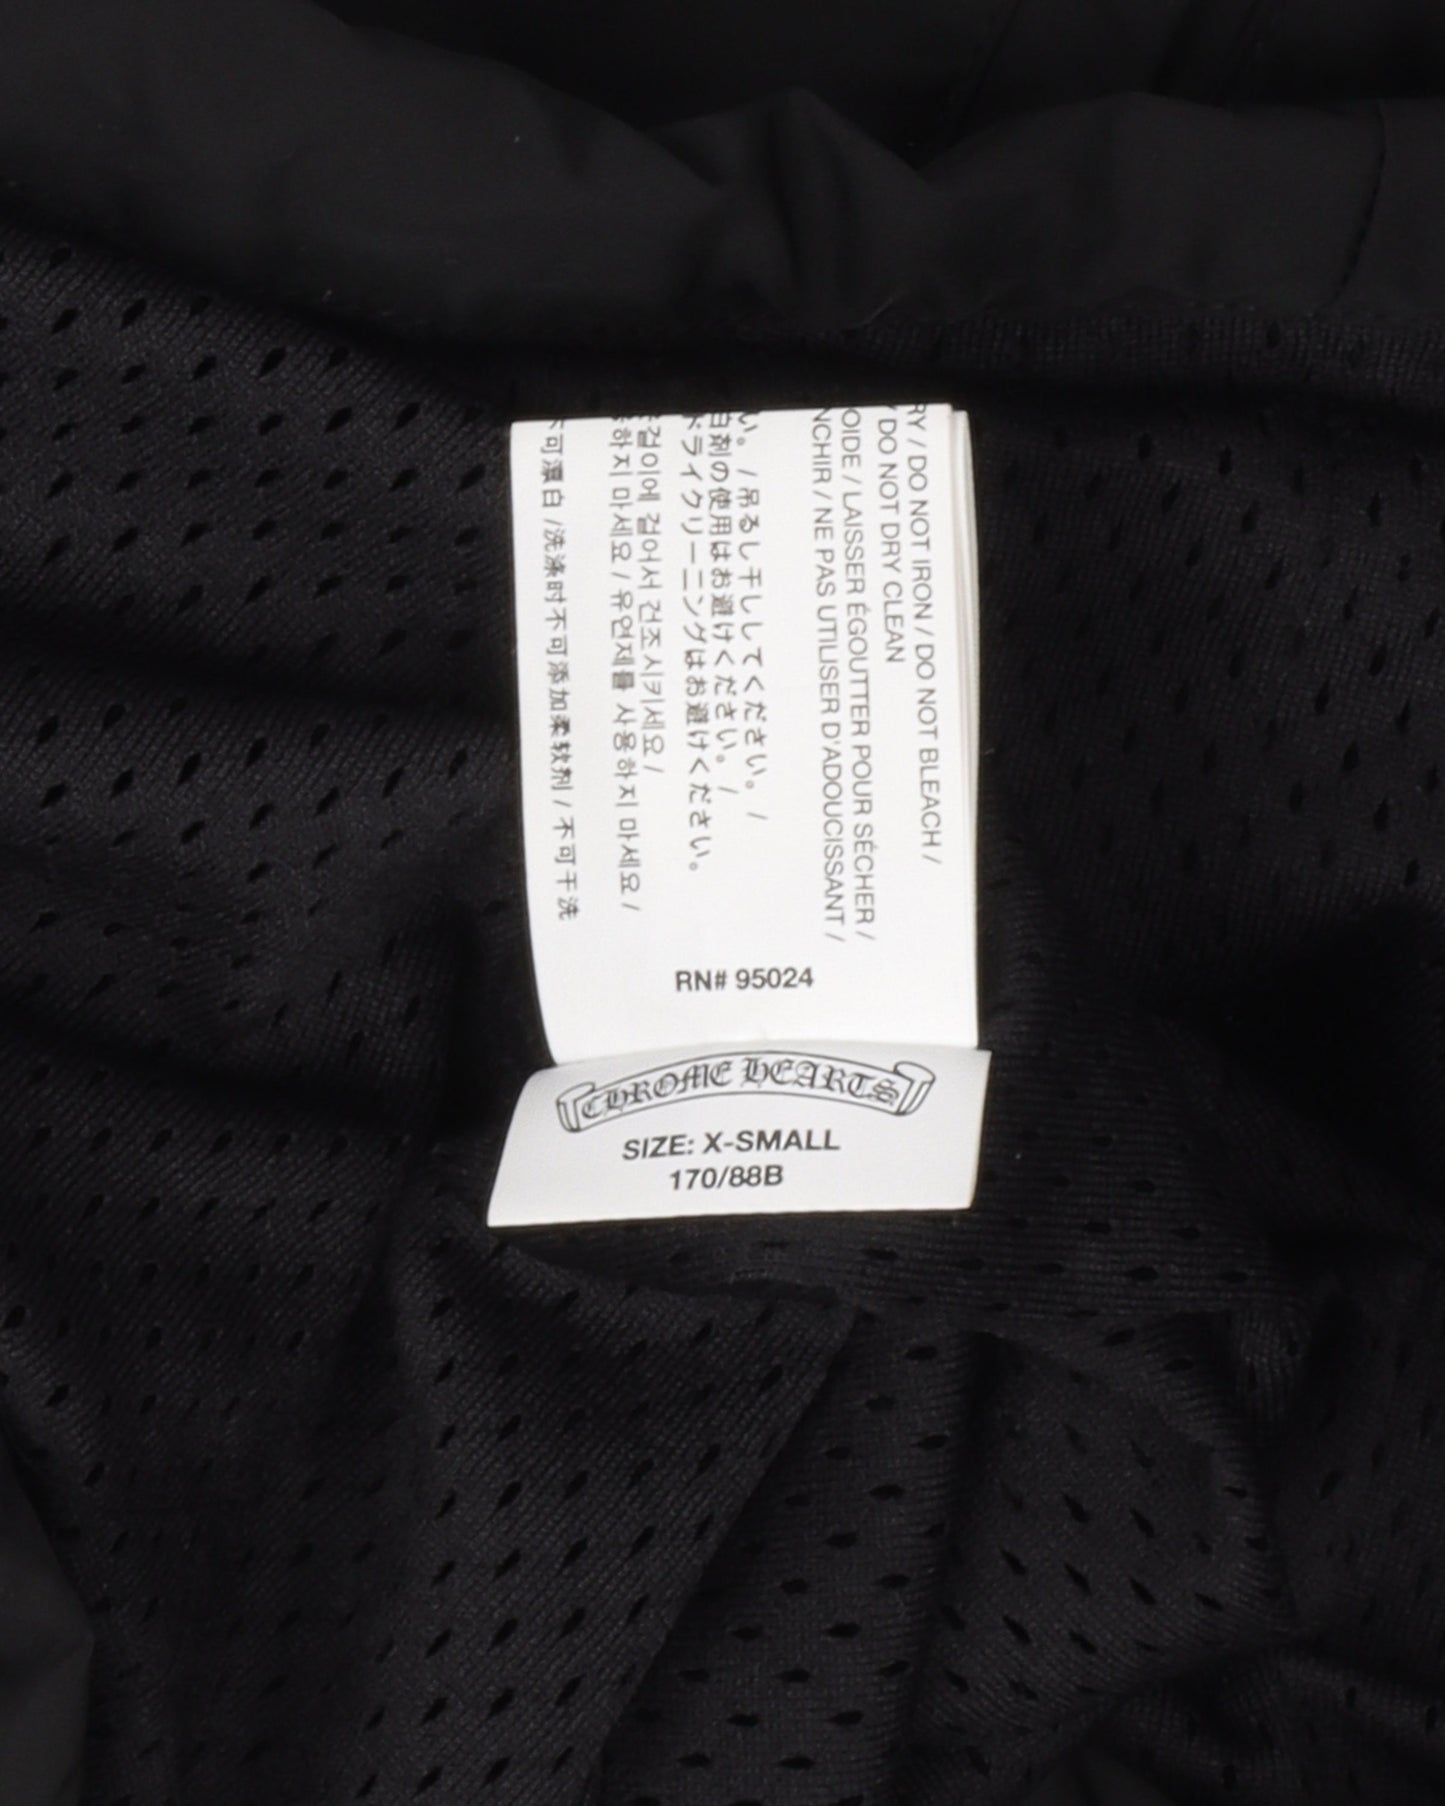 RY / DO NOT IRON / DO NOT BLEACH /
/ DO NOT DRY CLEAN
OIDE / LAISSER ÉGOUTTER POUR SÉCHER /
NCHIR / NE PAS UTILISER D'ADOUCISSANT /
い。 / 吊るし干ししてください。 /
白剤の使用はお避けください。 /
ドライクリーニングはお避けください。
걸이에 걸어서 건조시키세요 /
하지 마세요 / 유연제를 사용하지 마세요 /
不可漂白 /洗涤时不可添加柔软剂 / 不可干洗
RN# 95024
CHROME HEARTS
SIZE: X-SMALL
170/88B